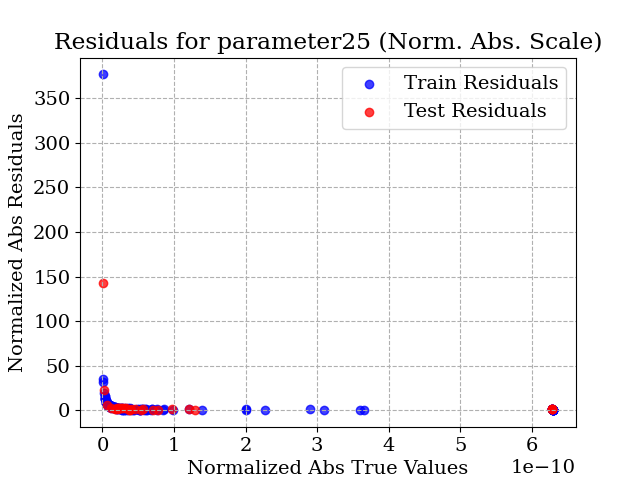 Residuals for parameter25 (Norm. Abs. Scale)
Train Residuals
Test Residuals
Normalized Abs Residuals
350
300
250
200
150
100
50
0
0 1 2 3 4 5 6
1e−10
Normalized Abs True Values